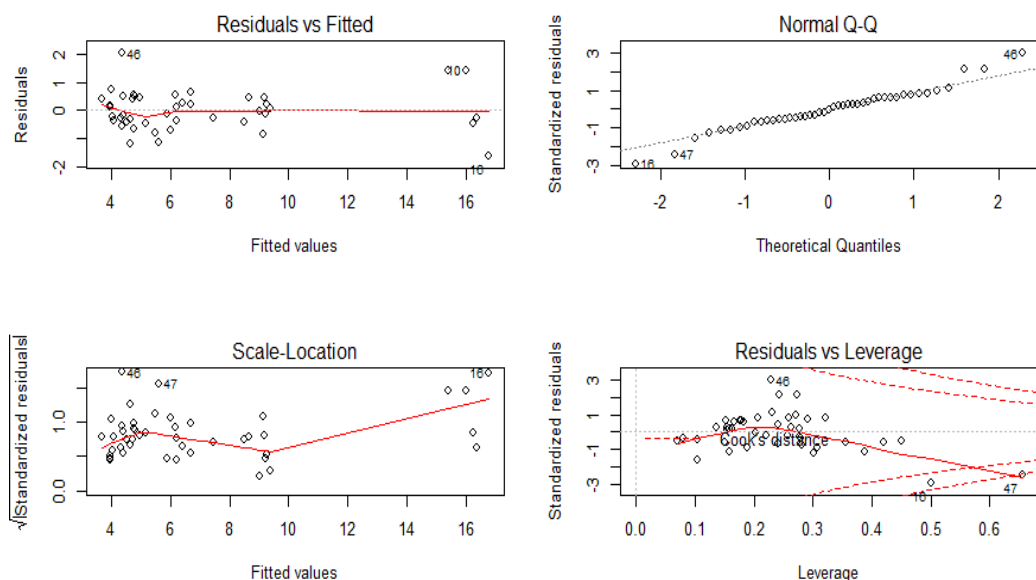 Residuals vs Fitted
Residuals
2
1
0
-2
46
10
16
4 6 8 10 12 14 16
Fitted values
Normal Q-Q
Standardized residuals
3
1
-1
-3
46
47
16
-2 -1 0 1 2
Theoretical Quantiles
Scale-Location
√|Standardized residuals|
1.0
0.0
46
47
16
4 6 8 10 12 14 16
Fitted values
Residuals vs Leverage
Standardized residuals
3
1
-1
-3
46
Cook's distance
16
47
0.0 0.1 0.2 0.3 0.4 0.5 0.6
Leverage